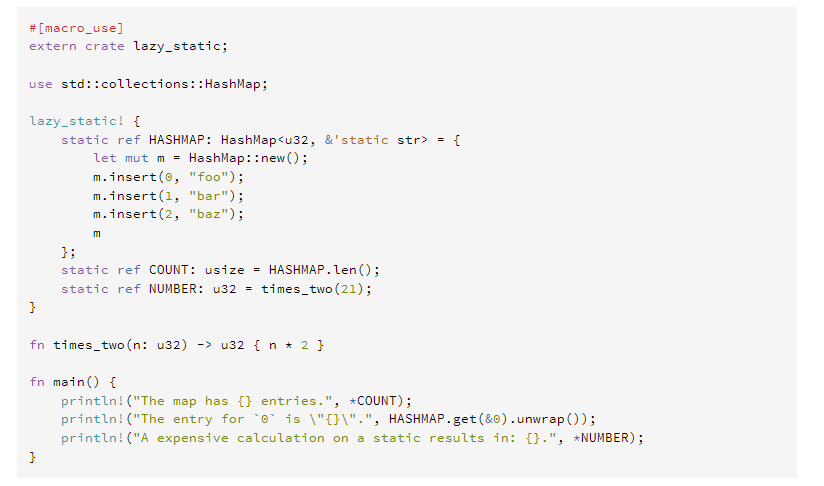 #[macro_use]
extern crate lazy_static;
use std::collections::HashMap;
lazy_static! {
    static ref HASHMAP: HashMap<u32, &'static str> = {
        let mut m = HashMap::new();
        m.insert(0, "foo");
        m.insert(1, "bar");
        m.insert(2, "baz");
        m
    };
    static ref COUNT: usize = HASHMAP.len();
    static ref NUMBER: u32 = times_two(21);
}
fn times_two(n: u32) -> u32 { n * 2 }
fn main() {
    println!("The map has {} entries.", *COUNT);
    println!("The entry for `0` is \"{}\".", HASHMAP.get(&0).unwrap());
    println!("A expensive calculation on a static results in: {}.", *NUMBER);
}